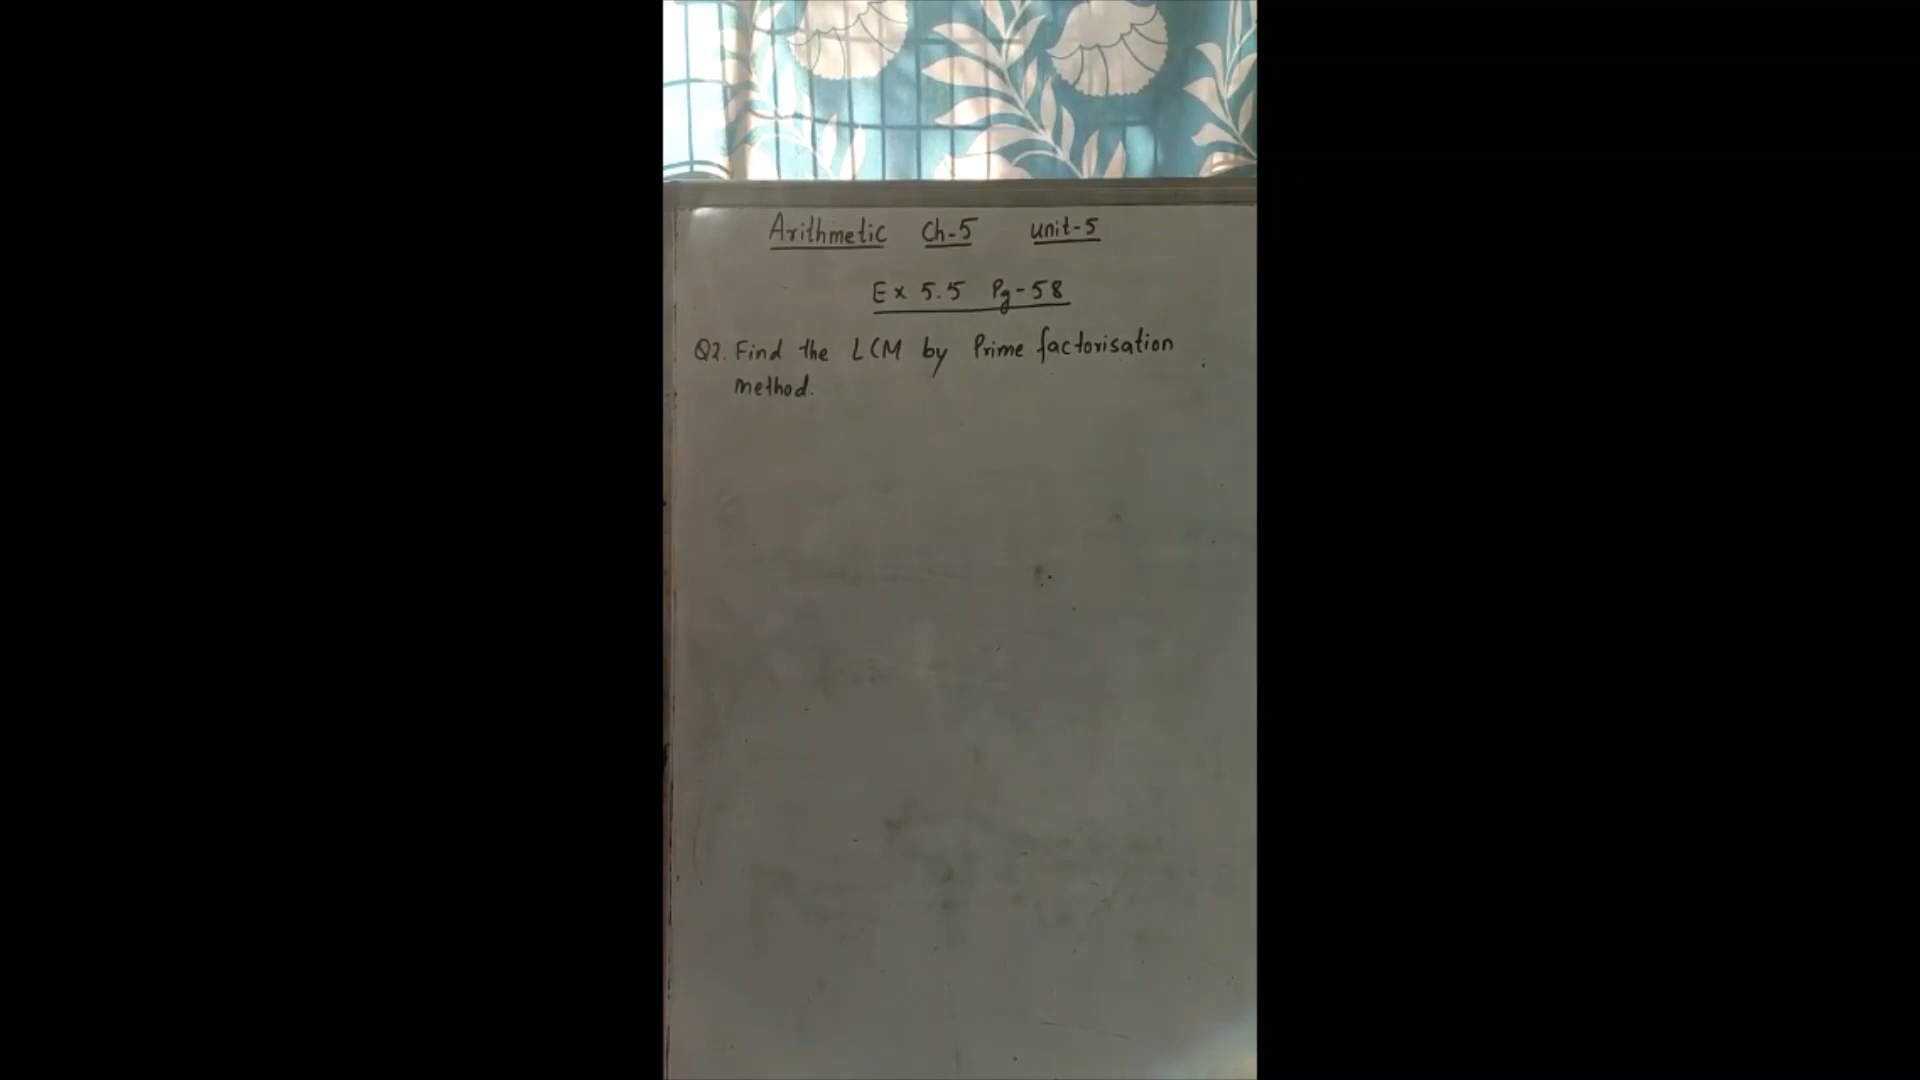 Arithmetic Ch-5 unit-5
Ex 5.5 Pg-58
Q2. Find the LCM by Prime factorisation
method.